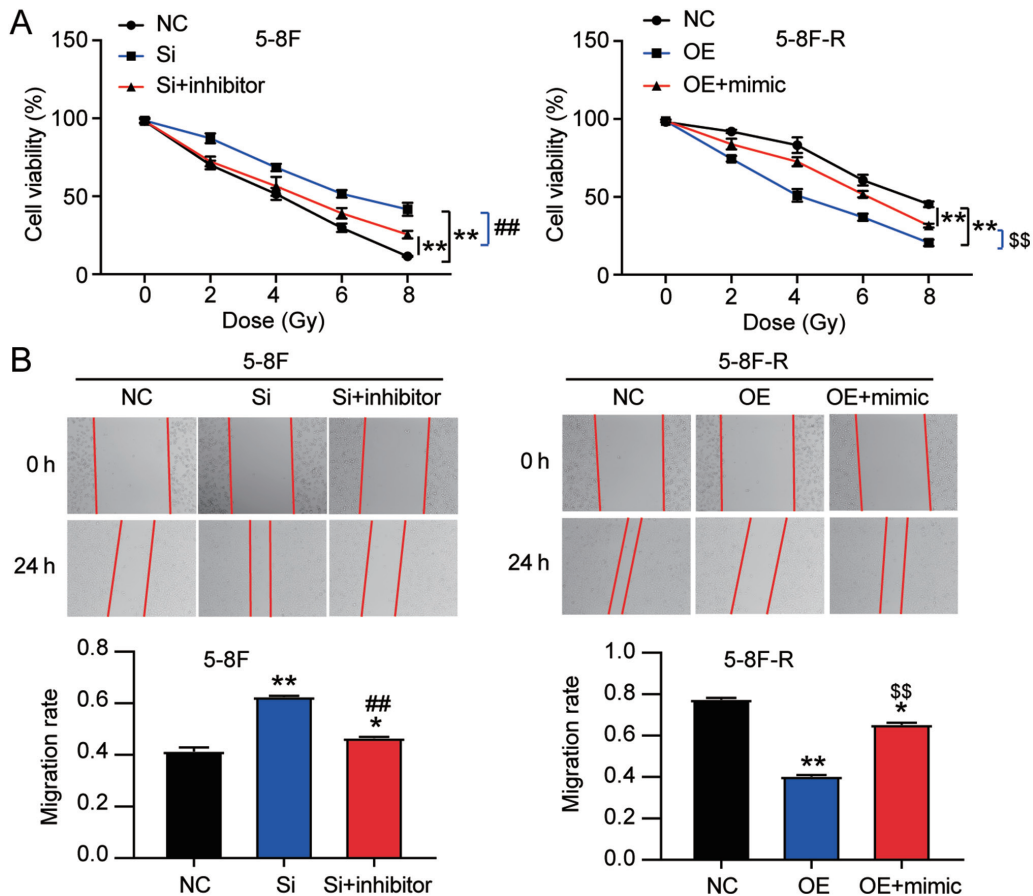 A
NC
Si
Si+inhibitor
5-8F
Cell viability (%)
150
100
50
0
0 2 4 6 8
Dose (Gy)
** ** ##
NC
OE
OE+mimic
5-8F-R
Cell viability (%)
150
100
50
0
0 2 4 6 8
Dose (Gy)
** ** $$
B
5-8F
NC Si Si+inhibitor
0 h
24 h
5-8F-R
NC OE OE+mimic
0 h
24 h
5-8F
Migration rate
0.8
0.6
0.4
0.2
0.0
**
##
*
NC Si Si+inhibitor
5-8F-R
Migration rate
1.0
0.8
0.6
0.4
0.2
0.0
**
$$
*
NC OE OE+mimic